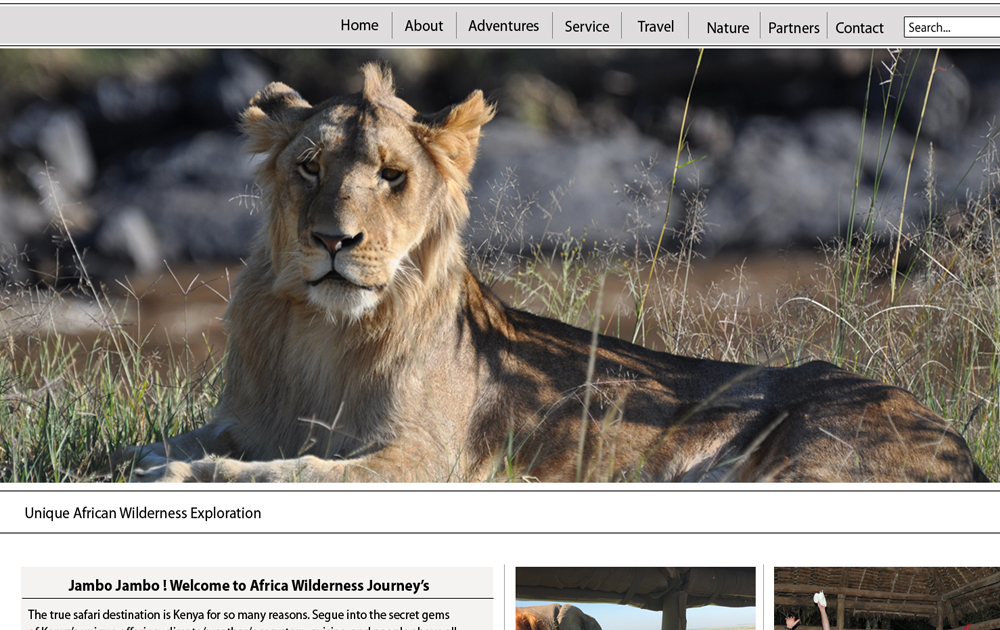 Home About Adventures Service Travel Nature Partners Contact Search...
Unique African Wilderness Exploration
Jambo Jambo ! Welcome to Africa Wilderness Journey's
The true safari destination is Kenya for so many reasons. Segue into the secret gems